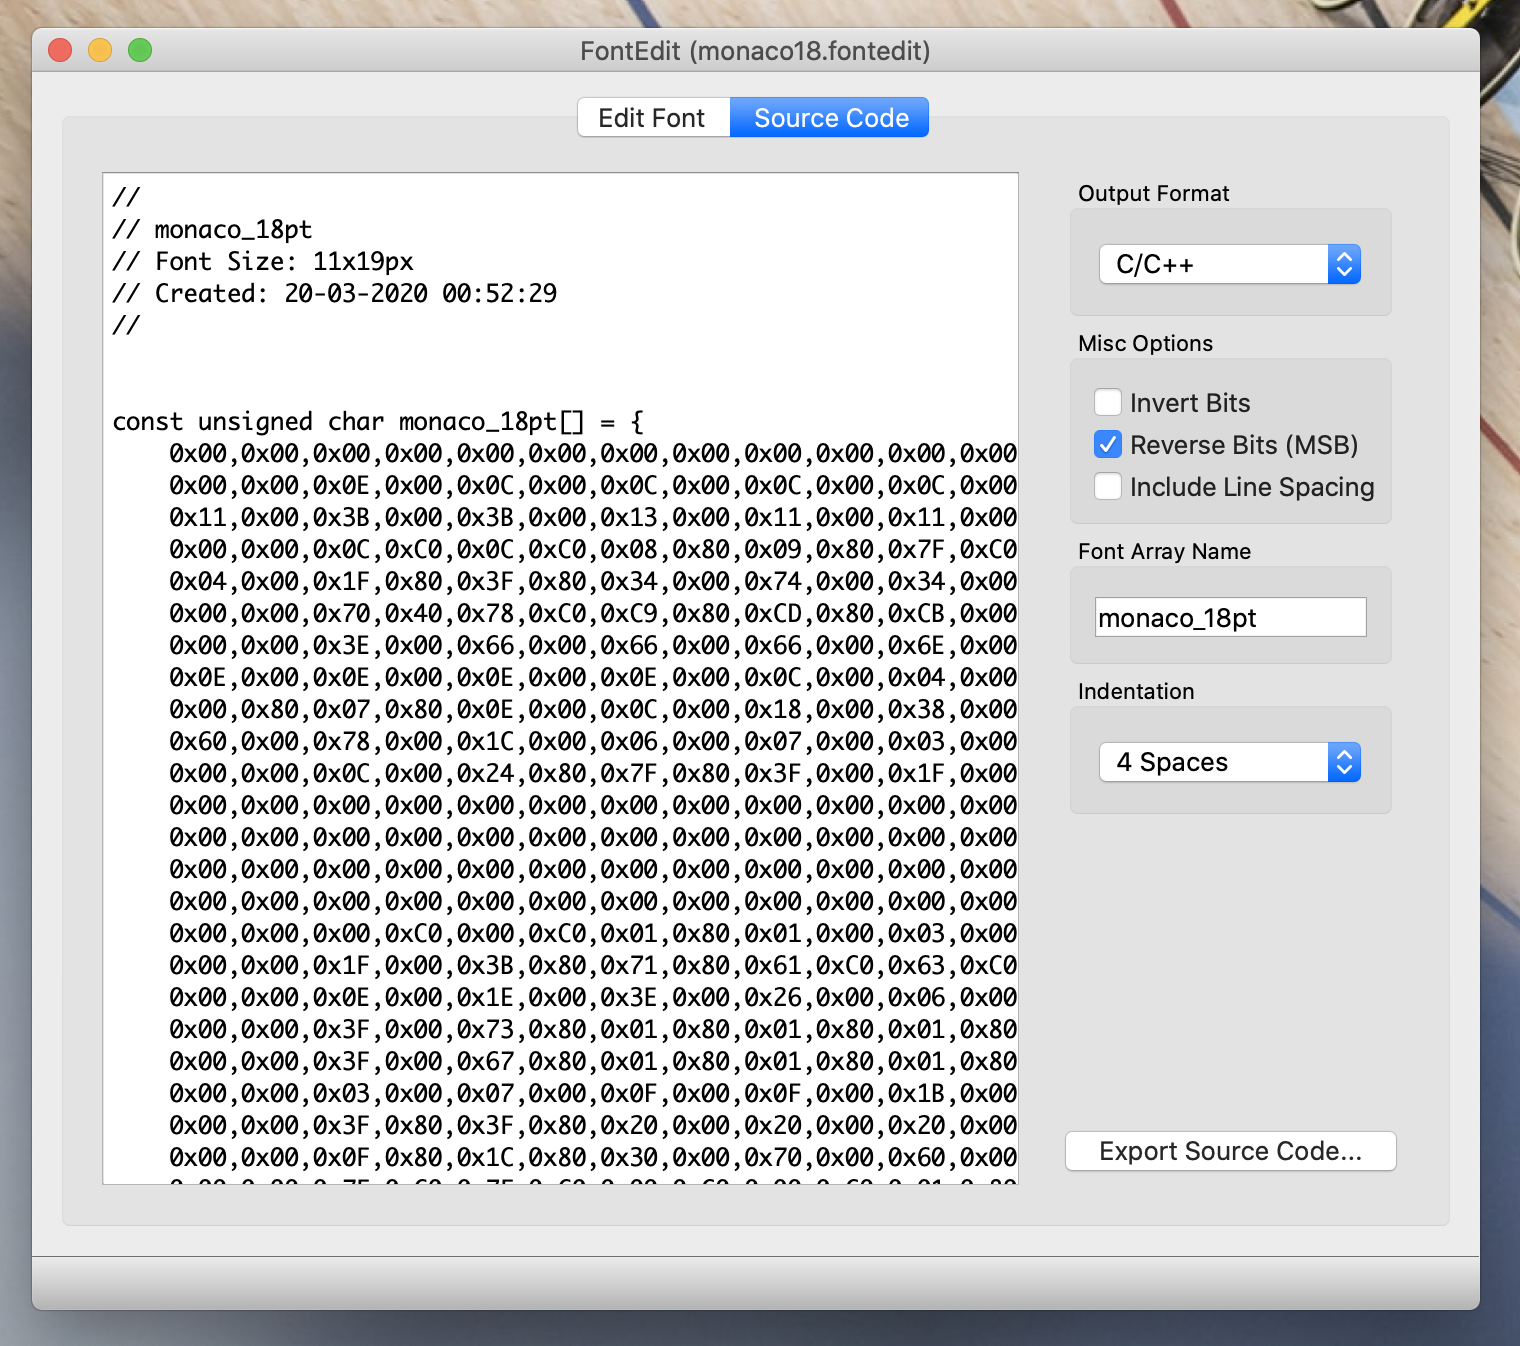 FontEdit (monaco18.fontedit)
Edit Font
Source Code
//
// monaco_18pt
// Font Size: 11x19px
// Created: 20-03-2020 00:52:29
//
const unsigned char monaco_18pt[] = {
0x00,0x00,0x00,0x00,0x00,0x00,0x00,0x00,0x00,0x00,0x00,0x00
0x00,0x00,0x0E,0x00,0x0C,0x00,0x0C,0x00,0x0C,0x00,0x0C,0x00
0x11,0x00,0x3B,0x00,0x3B,0x00,0x13,0x00,0x11,0x00,0x11,0x00
0x00,0x00,0x0C,0xC0,0x0C,0xC0,0x08,0x80,0x09,0x80,0x7F,0xC0
0x04,0x00,0x1F,0x80,0x3F,0x80,0x34,0x00,0x74,0x00,0x34,0x00
0x00,0x00,0x70,0x40,0x78,0xC0,0xC9,0x80,0xCD,0x80,0xCB,0x00
0x00,0x00,0x3E,0x00,0x66,0x00,0x66,0x00,0x66,0x00,0x6E,0x00
0x0E,0x00,0x0E,0x00,0x0E,0x00,0x0E,0x00,0x0C,0x00,0x04,0x00
0x00,0x80,0x07,0x80,0x0E,0x00,0x0C,0x00,0x18,0x00,0x38,0x00
0x60,0x00,0x78,0x00,0x1C,0x00,0x06,0x00,0x07,0x00,0x03,0x00
0x00,0x00,0x0C,0x00,0x24,0x80,0x7F,0x80,0x3F,0x00,0x1F,0x00
0x00,0x00,0x00,0x00,0x00,0x00,0x00,0x00,0x00,0x00,0x00,0x00
0x00,0x00,0x00,0x00,0x00,0x00,0x00,0x00,0x00,0x00,0x00,0x00
0x00,0x00,0x00,0x00,0x00,0x00,0x00,0x00,0x00,0x00,0x00,0x00
0x00,0x00,0x00,0x00,0x00,0x00,0x00,0x00,0x00,0x00,0x00,0x00
0x00,0x00,0x00,0xC0,0x00,0xC0,0x01,0x80,0x01,0x00,0x03,0x00
0x00,0x00,0x1F,0x00,0x3B,0x80,0x71,0x80,0x61,0xC0,0x63,0xC0
0x00,0x00,0x0E,0x00,0x1E,0x00,0x3E,0x00,0x26,0x00,0x06,0x00
0x00,0x00,0x3F,0x00,0x73,0x80,0x01,0x80,0x01,0x80,0x01,0x80
0x00,0x00,0x3F,0x00,0x67,0x80,0x01,0x80,0x01,0x80,0x01,0x80
0x00,0x00,0x03,0x00,0x07,0x00,0x0F,0x00,0x0F,0x00,0x1B,0x00
0x00,0x00,0x3F,0x80,0x3F,0x80,0x20,0x00,0x20,0x00,0x20,0x00
0x00,0x00,0x0F,0x80,0x1C,0x80,0x30,0x00,0x70,0x00,0x60,0x00
Output Format
C/C++
Misc Options
Invert Bits
Reverse Bits (MSB)
Include Line Spacing
Font Array Name
monaco_18pt
Indentation
4 Spaces
Export Source Code...